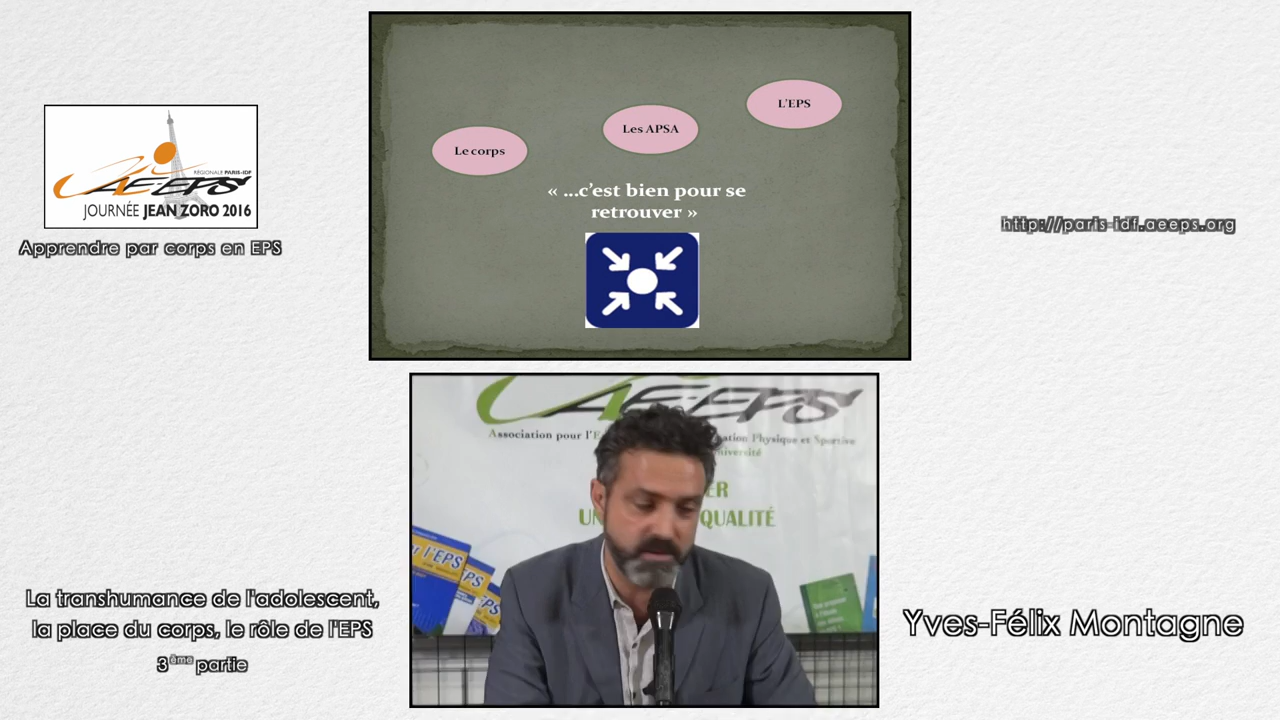 L'EPS
Les APSA
Le corps
« ...c'est bien pour se
retrouver »
AEEPS
RÉGIONALE PARIS-IDF
JOURNÉE JEAN ZORO 2016
Apprendre par corps en EPS
http://paris-idf.aeeps.org
AEEPS
Association pour l'E ation Physique et Sportive
niversité
ER
UN QUALITÉ
l'EPS
EPS
La transhumance de l'adolescent,
la place du corps, le rôle de l'EPS
3ème partie
Yves-Félix Montagne